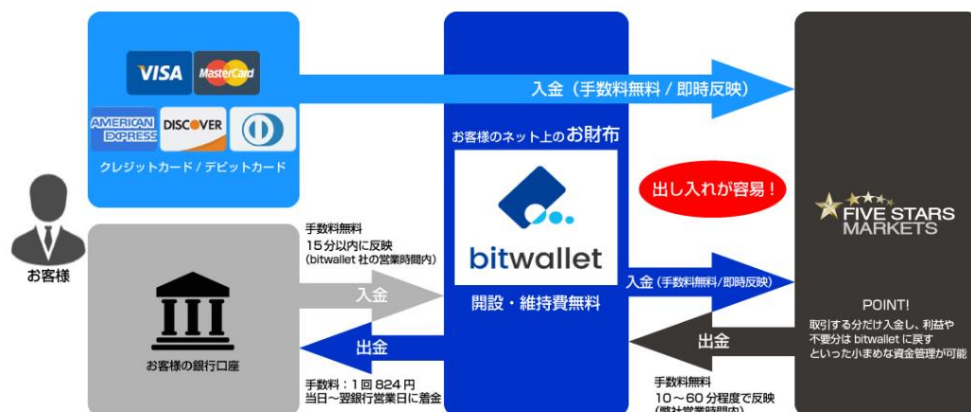 VISA
MasterCard
AMERICAN
EXPRESS
DISCOVER
クレジットカード / デビットカード
お客様
入金（手数料無料 / 即時反映）
お客様のネット上のお財布
bitwallet
開設・維持費無料
出し入れが容易！
FIVE STARS
MARKETS
手数料無料
15分以内に反映
(bitwallet 社の営業時間内)
入金
出金
お客様の銀行口座
手数料：1回 824 円
当日〜翌銀行営業日に着金
入金 (手数料無料/即時反映)
出金
手数料無料
10〜60 分程度で反映
(弊社営業時間内)
POINT!
取引する分だけ入金し、利益や
不要分は bitwallet に戻す
といった小まめな資金管理が可能